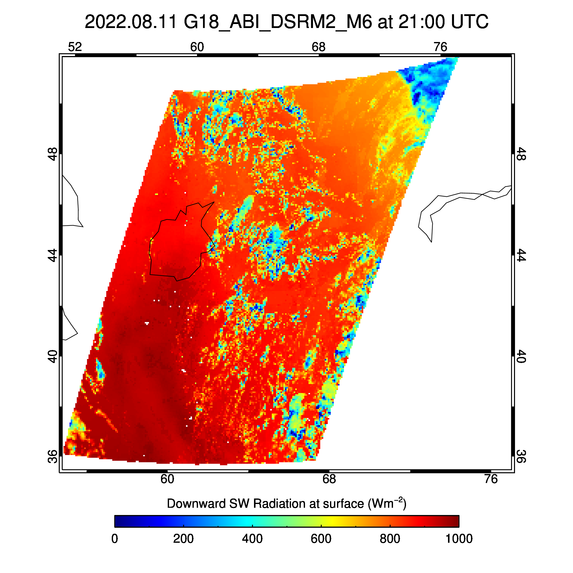 2022.08.11 G18_ABI_DSRM2_M6 at 21:00 UTC
52 60 68 76
48 48
44 44
40 40
36 36
60 68 76
Downward SW Radiation at surface (Wm⁻²)
0 200 400 600 800 1000